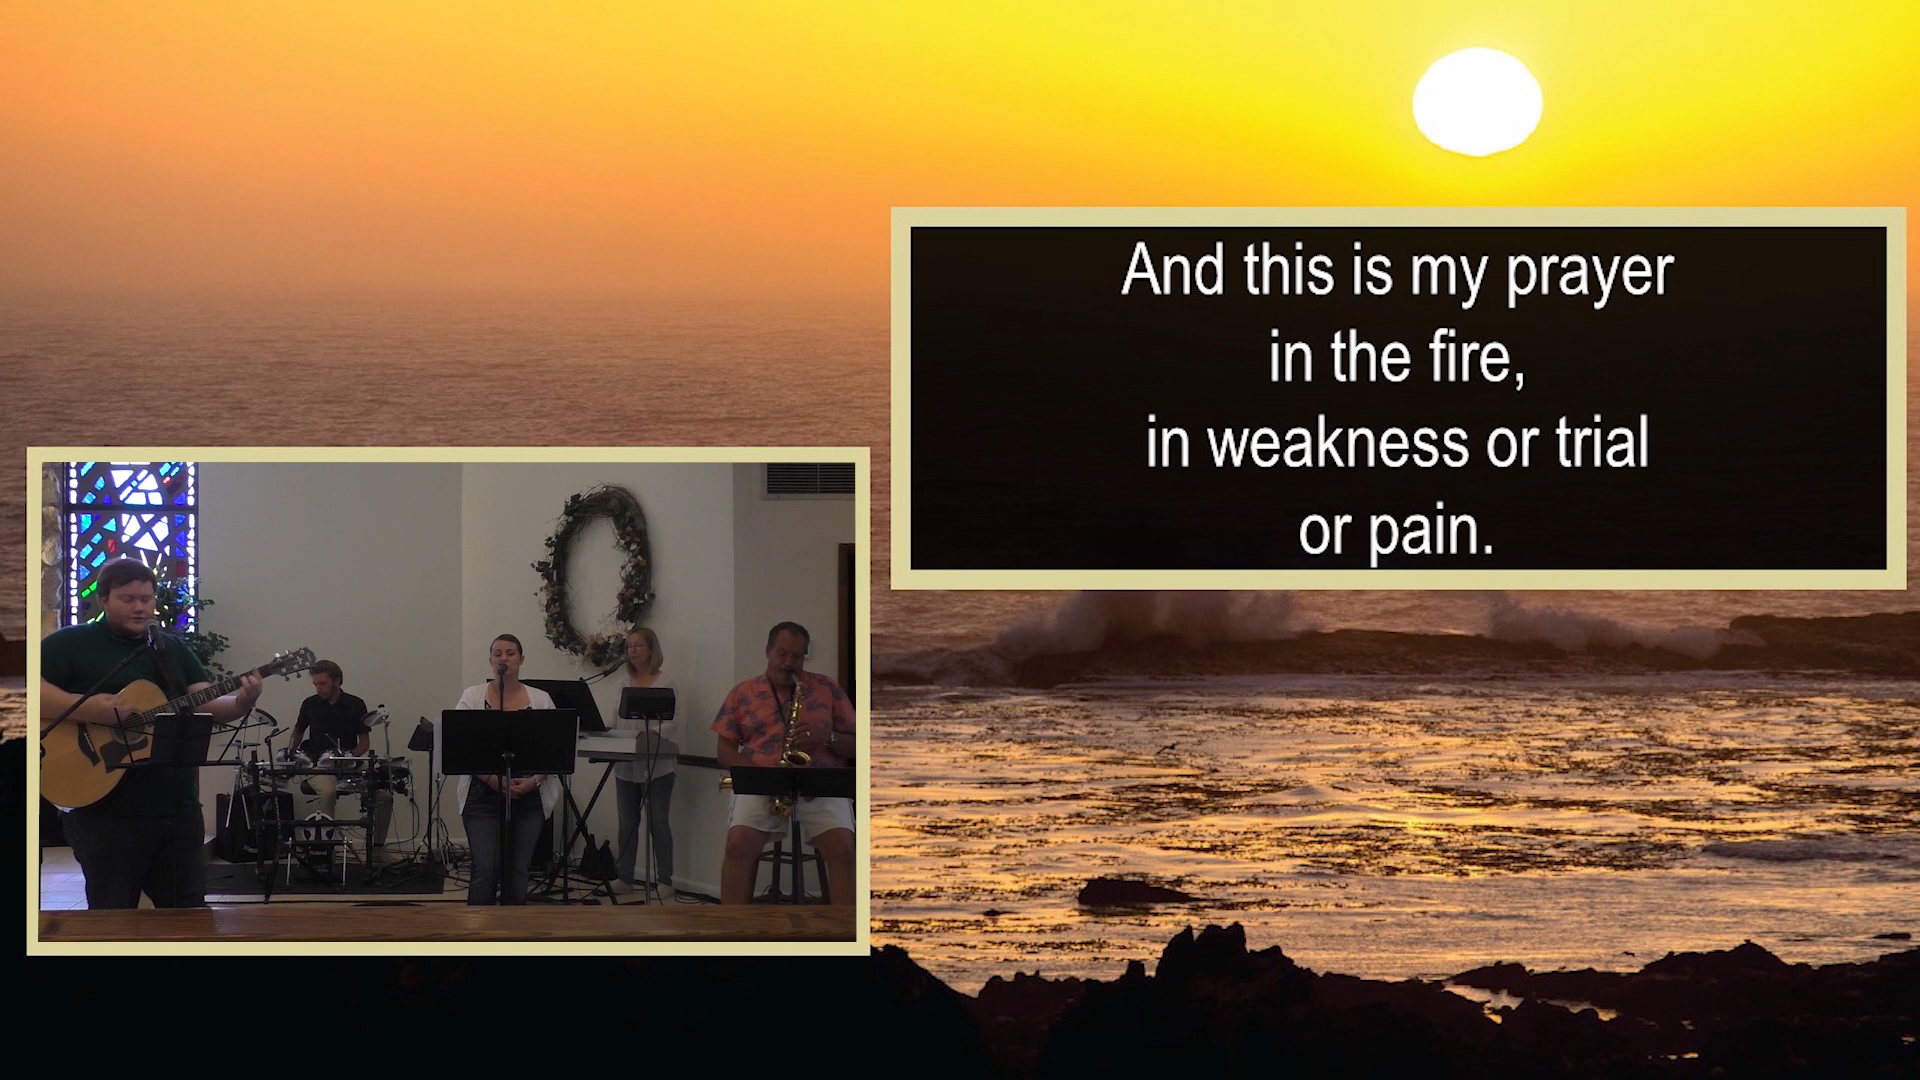 And this is my prayer
in the fire,
in weakness or trial
or pain.